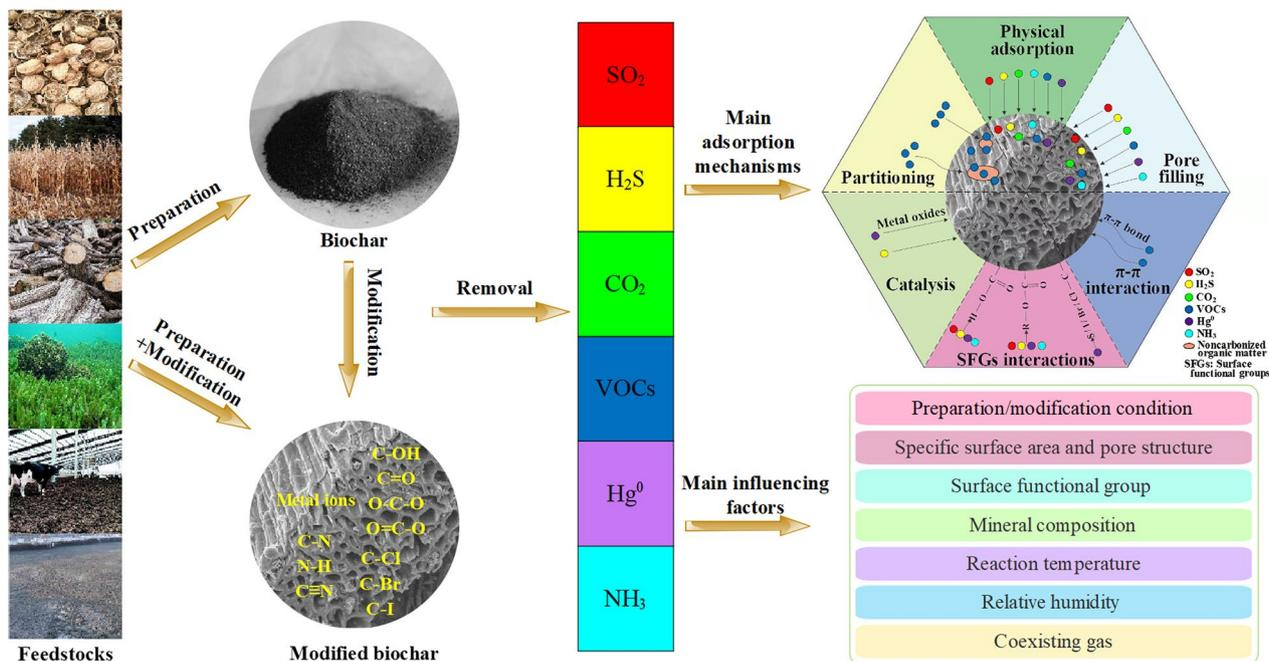 Feedstocks
Preparation
Preparation
+Modification
Biochar
Modification
Metal ions
C-OH
C=O
O-C-O
O=C-O
C-N
N-H
C≡N
C-Cl
C-Br
C-I
Modified biochar
Removal
SO₂
H₂S
CO₂
VOCs
Hg⁰
NH₃
Main
adsorption
mechanisms
Main influencing
factors
Physical
adsorption
Partitioning
Pore
filling
Metal oxides
Catalysis
π-π bond
π-π
interaction
SFGs interactions
SO₂
H₂S
CO₂
VOCs
Hg⁰
NH₃
Noncarbonized
organic matter
SFGs: Surface
functional groups
Preparation/modification condition
Specific surface area and pore structure
Surface functional group
Mineral composition
Reaction temperature
Relative humidity
Coexisting gas